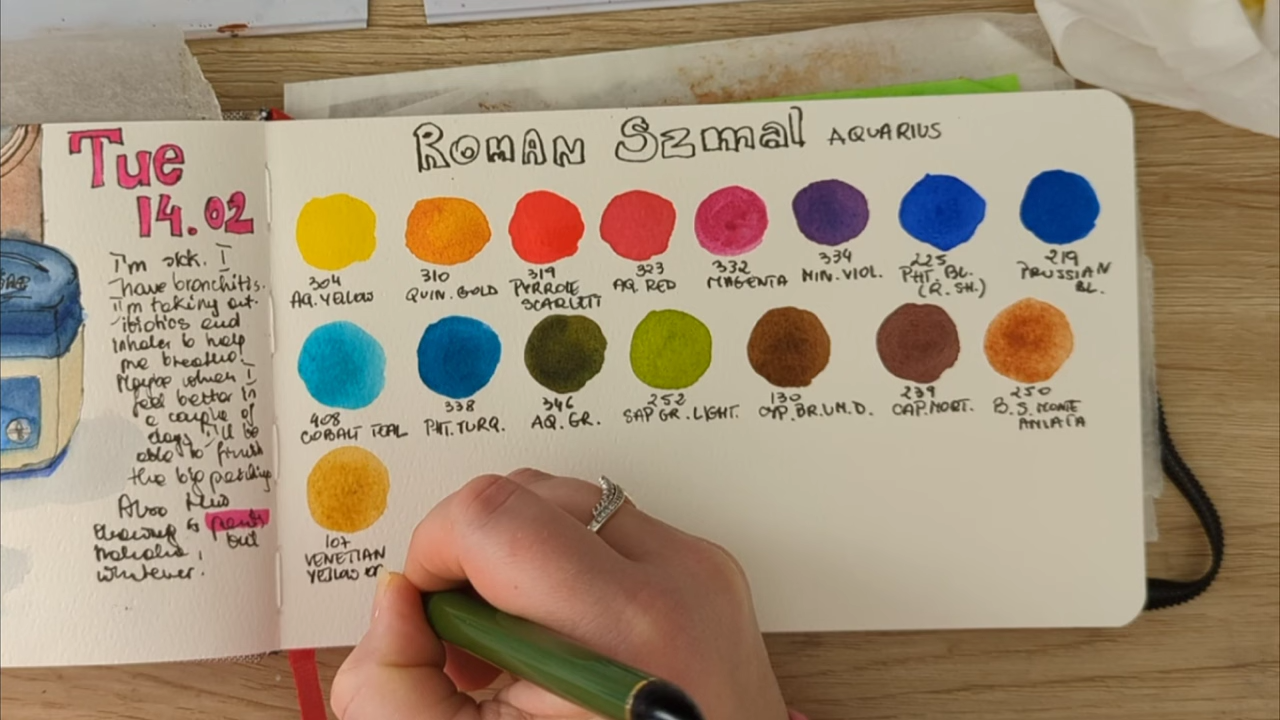 Tue
14.02
I'm sick. I
have bronchitis.
I'm taking ant-
ibiotics and
inhaler to help
me breathe.
Maybe when I
feel better in
a couple of
days I'll be
able to finish
the big painting
Also
out
whatever.
ROMAN Szmal AQUARIUS
304
AQ. YELLOW
310
QUIN. GOLD
319
PYRROLE
SCARLETT
323
AQ. RED
332
MAGENTA
334
MIN. VIOL.
225
PHT. BL.
(R. SH.)
219
PRUSSIAN
BL.
408
COBALT TEAL
338
PHT. TURQ.
346
AQ. GR.
252
SAP GR. LIGHT.
130
CYP. BR. UM. D.
239
CAP. MORT.
250
B. S. MONTE
AMIATA
107
VENETIAN
YELLOW